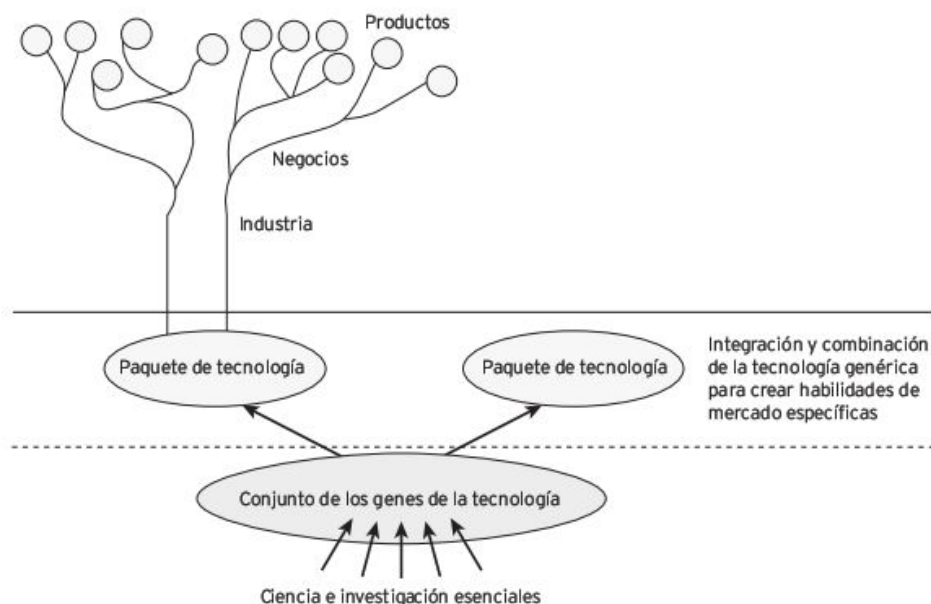 Productos
Negocios
Industria
Paquete de tecnología
Paquete de tecnología
Integración y combinación
de la tecnología genérica
para crear habilidades de
mercado específicas
Conjunto de los genes de la tecnología
Ciencia e investigación esenciales